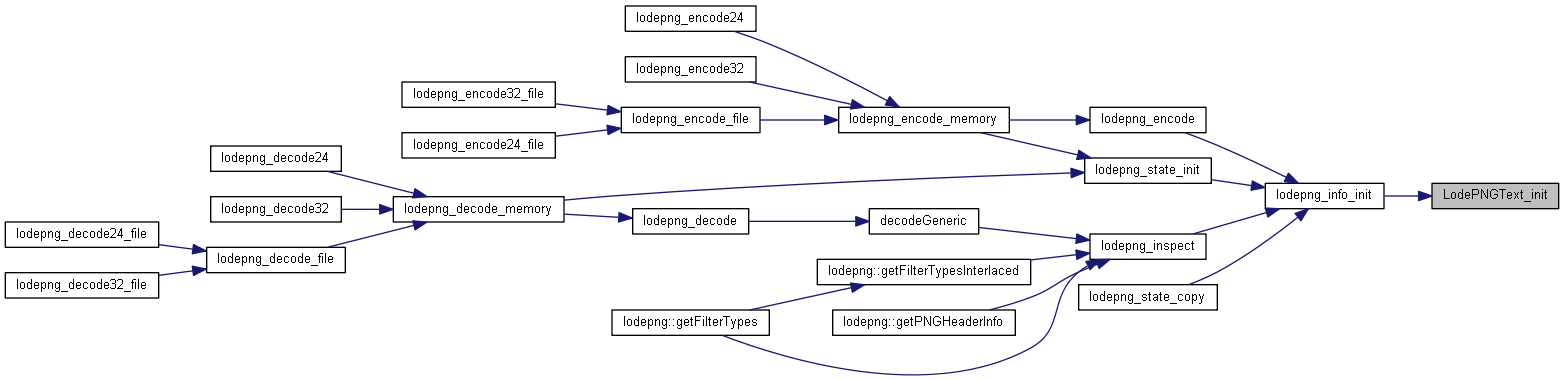 lodepng_encode24
lodepng_encode32
lodepng_encode32_file
lodepng_encode_file
lodepng_encode_memory
lodepng_encode
lodepng_encode24_file
lodepng_decode24
lodepng_state_init
lodepng_decode32
lodepng_decode_memory
lodepng_info_init
LodePNGText_init
lodepng_decode24_file
lodepng_decode
decodeGeneric
lodepng_decode_file
lodepng_inspect
lodepng_decode32_file
lodepng::getFilterTypesInterlaced
lodepng_state_copy
lodepng::getFilterTypes
lodepng::getPNGHeaderInfo